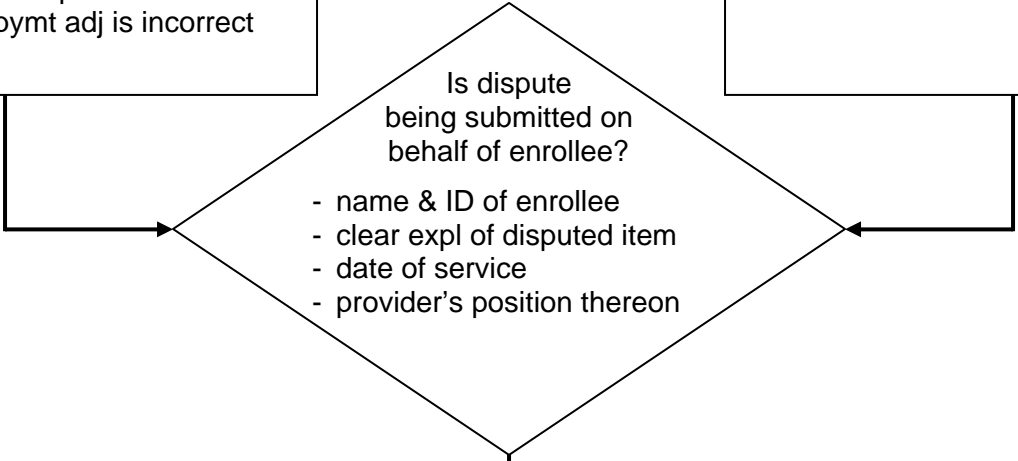 adj is incorrect
Is dispute
being submitted on
behalf of enrollee?
- name & ID of enrollee
- clear expl of disputed item
- date of service
- provider's position thereon